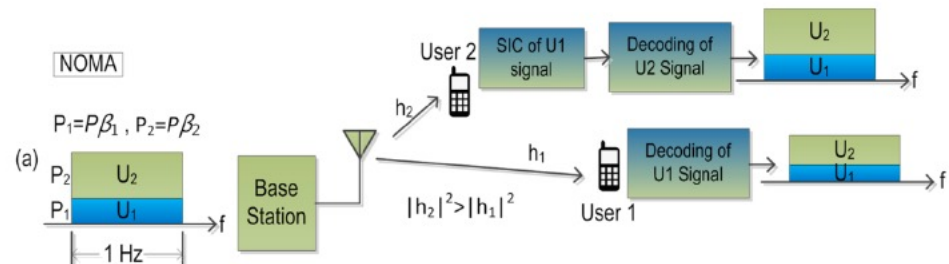 NOMA
P₁=Pβ₁ , P₂=Pβ₂
(a)
P₂
U₂
P₁
U₁
f
1 Hz
Base
Station
h₂
h₁
|h₂|²>|h₁|²
User 2
SIC of U1
signal
Decoding of
U2 Signal
U₂
U₁
f
User 1
Decoding of
U1 Signal
U₂
U₁
f